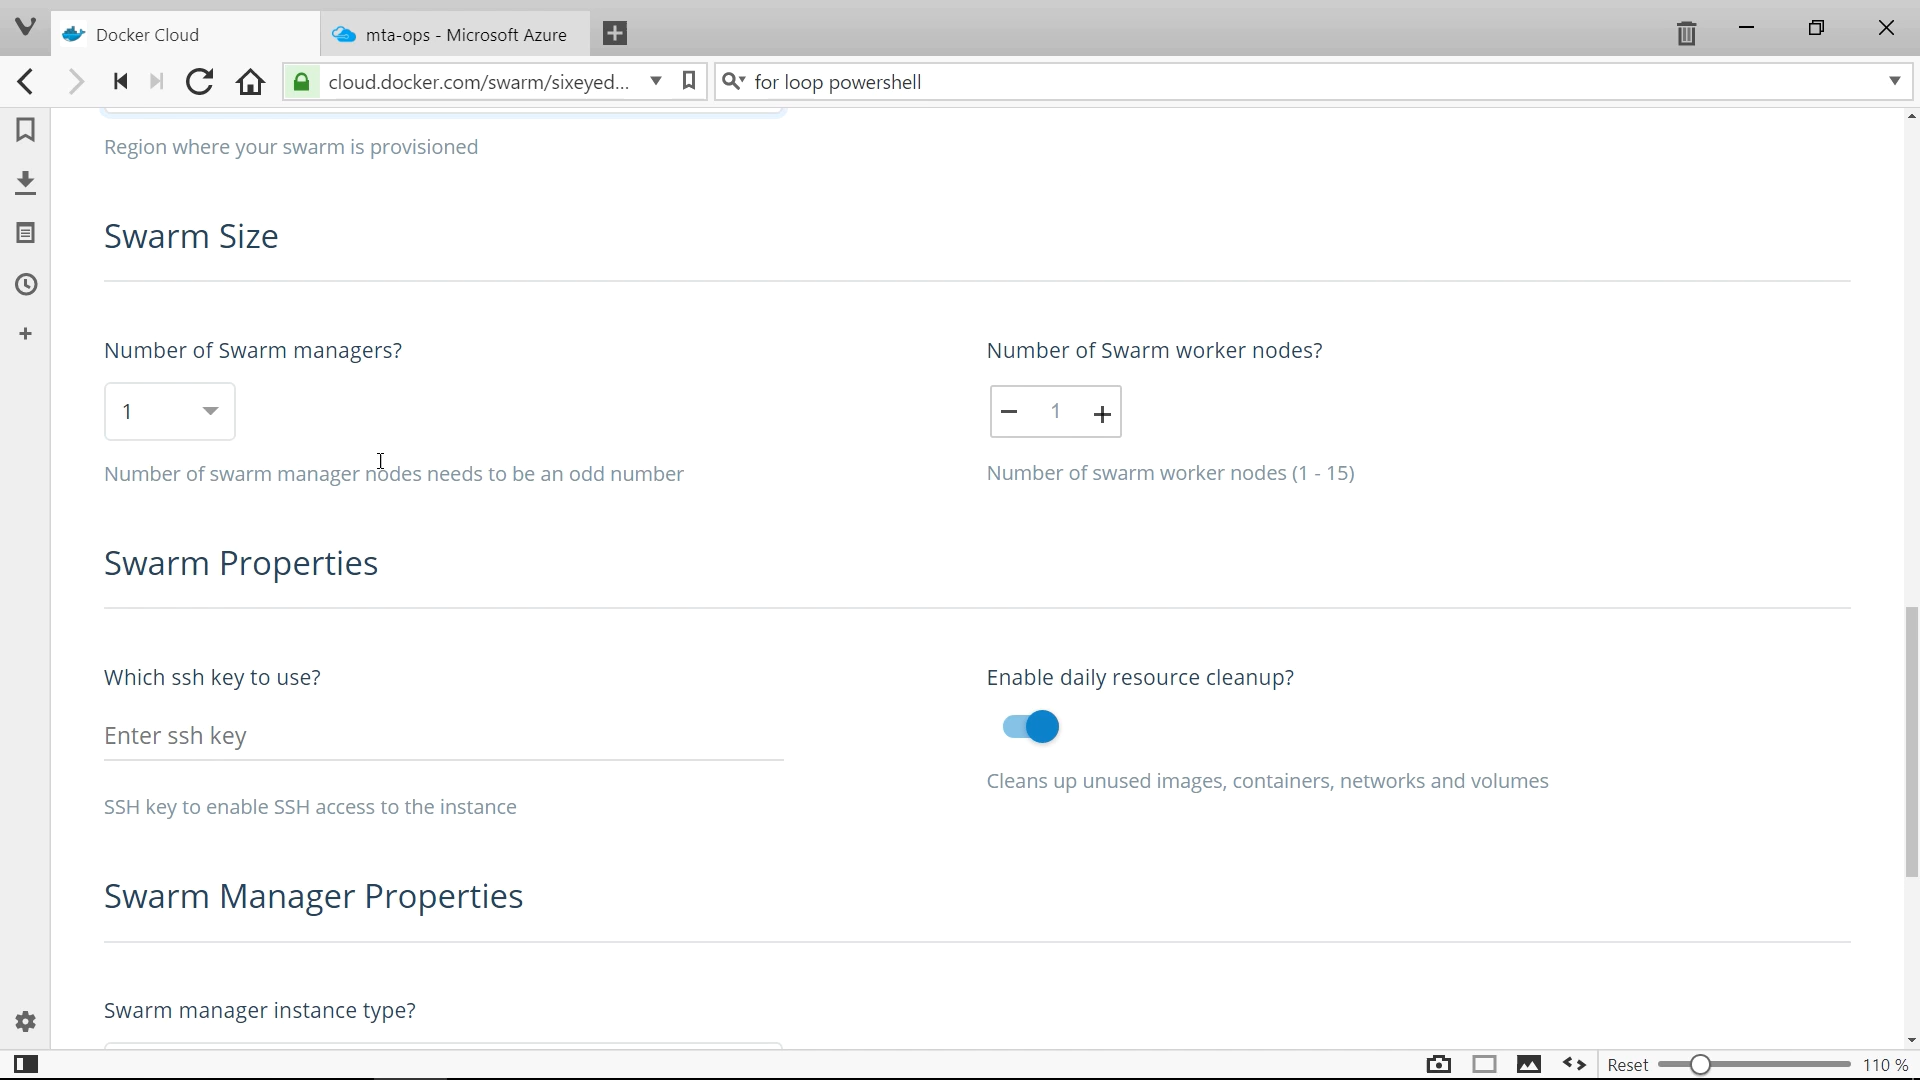 Docker Cloud
mta-ops - Microsoft Azure
cloud.docker.com/swarm/sixeyed...
for loop powershell
Region where your swarm is provisioned
Swarm Size
Number of Swarm managers?
Number of Swarm worker nodes?
1
1
Number of swarm manager nodes needs to be an odd number
Number of swarm worker nodes (1 - 15)
Swarm Properties
Which ssh key to use?
Enable daily resource cleanup?
Enter ssh key
Cleans up unused images, containers, networks and volumes
SSH key to enable SSH access to the instance
Swarm Manager Properties
Swarm manager instance type?
Reset
110 %